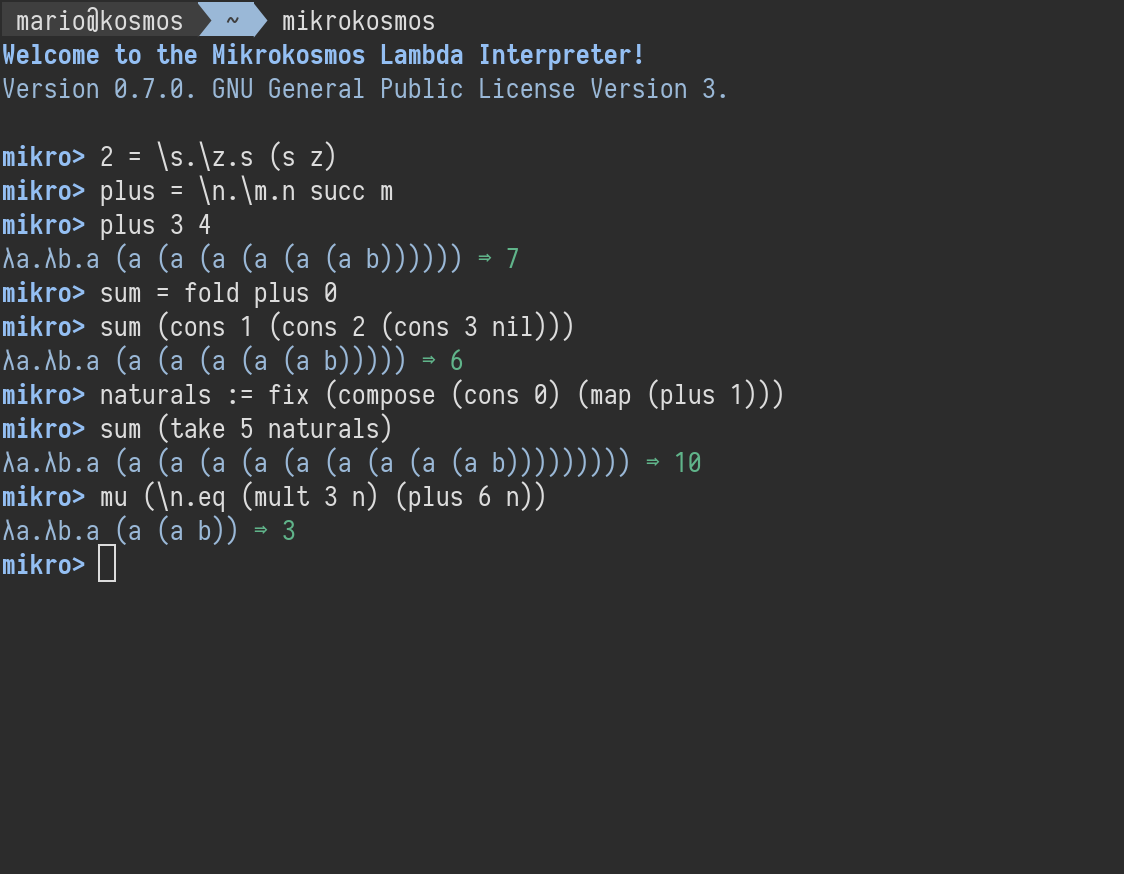 mario@kosmos ~ mikrokosmos
Welcome to the Mikrokosmos Lambda Interpreter!
Version 0.7.0. GNU General Public License Version 3.
mikro> 2 = \s.\z.s (s z)
mikro> plus = \n.\m.n succ m
mikro> plus 3 4
λa.λb.a (a (a (a (a (a (a b)))))) ⇒ 7
mikro> sum = fold plus 0
mikro> sum (cons 1 (cons 2 (cons 3 nil)))
λa.λb.a (a (a (a (a (a b))))) ⇒ 6
mikro> naturals := fix (compose (cons 0) (map (plus 1)))
mikro> sum (take 5 naturals)
λa.λb.a (a (a (a (a (a (a (a (a (a b))))))))) ⇒ 10
mikro> mu (\n.eq (mult 3 n) (plus 6 n))
λa.λb.a (a (a b)) ⇒ 3
mikro>